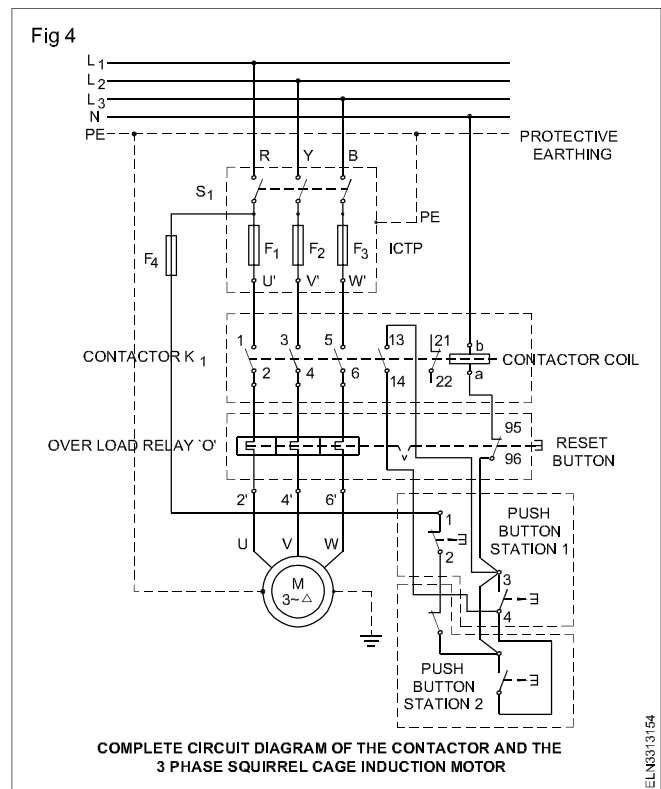 Fig 4
L1
L2
L3
N
PE
PROTECTIVE
EARTHING
R Y B
S1
PE
F4
F1 F2 F3
ICTP
U' V' W'
1 3 5 13 21 b
CONTACTOR K1
CONTACTOR COIL
2 4 6 14 22 a
95
OVER LOAD RELAY `O'
RESET
BUTTON
96
2' 4' 6'
1
PUSH
BUTTON
STATION 1
U V W
2
3
M
3~ △
4
PUSH
BUTTON
STATION 2
COMPLETE CIRCUIT DIAGRAM OF THE CONTACTOR AND THE
3 PHASE SQUIRREL CAGE INDUCTION MOTOR
ELN3313154